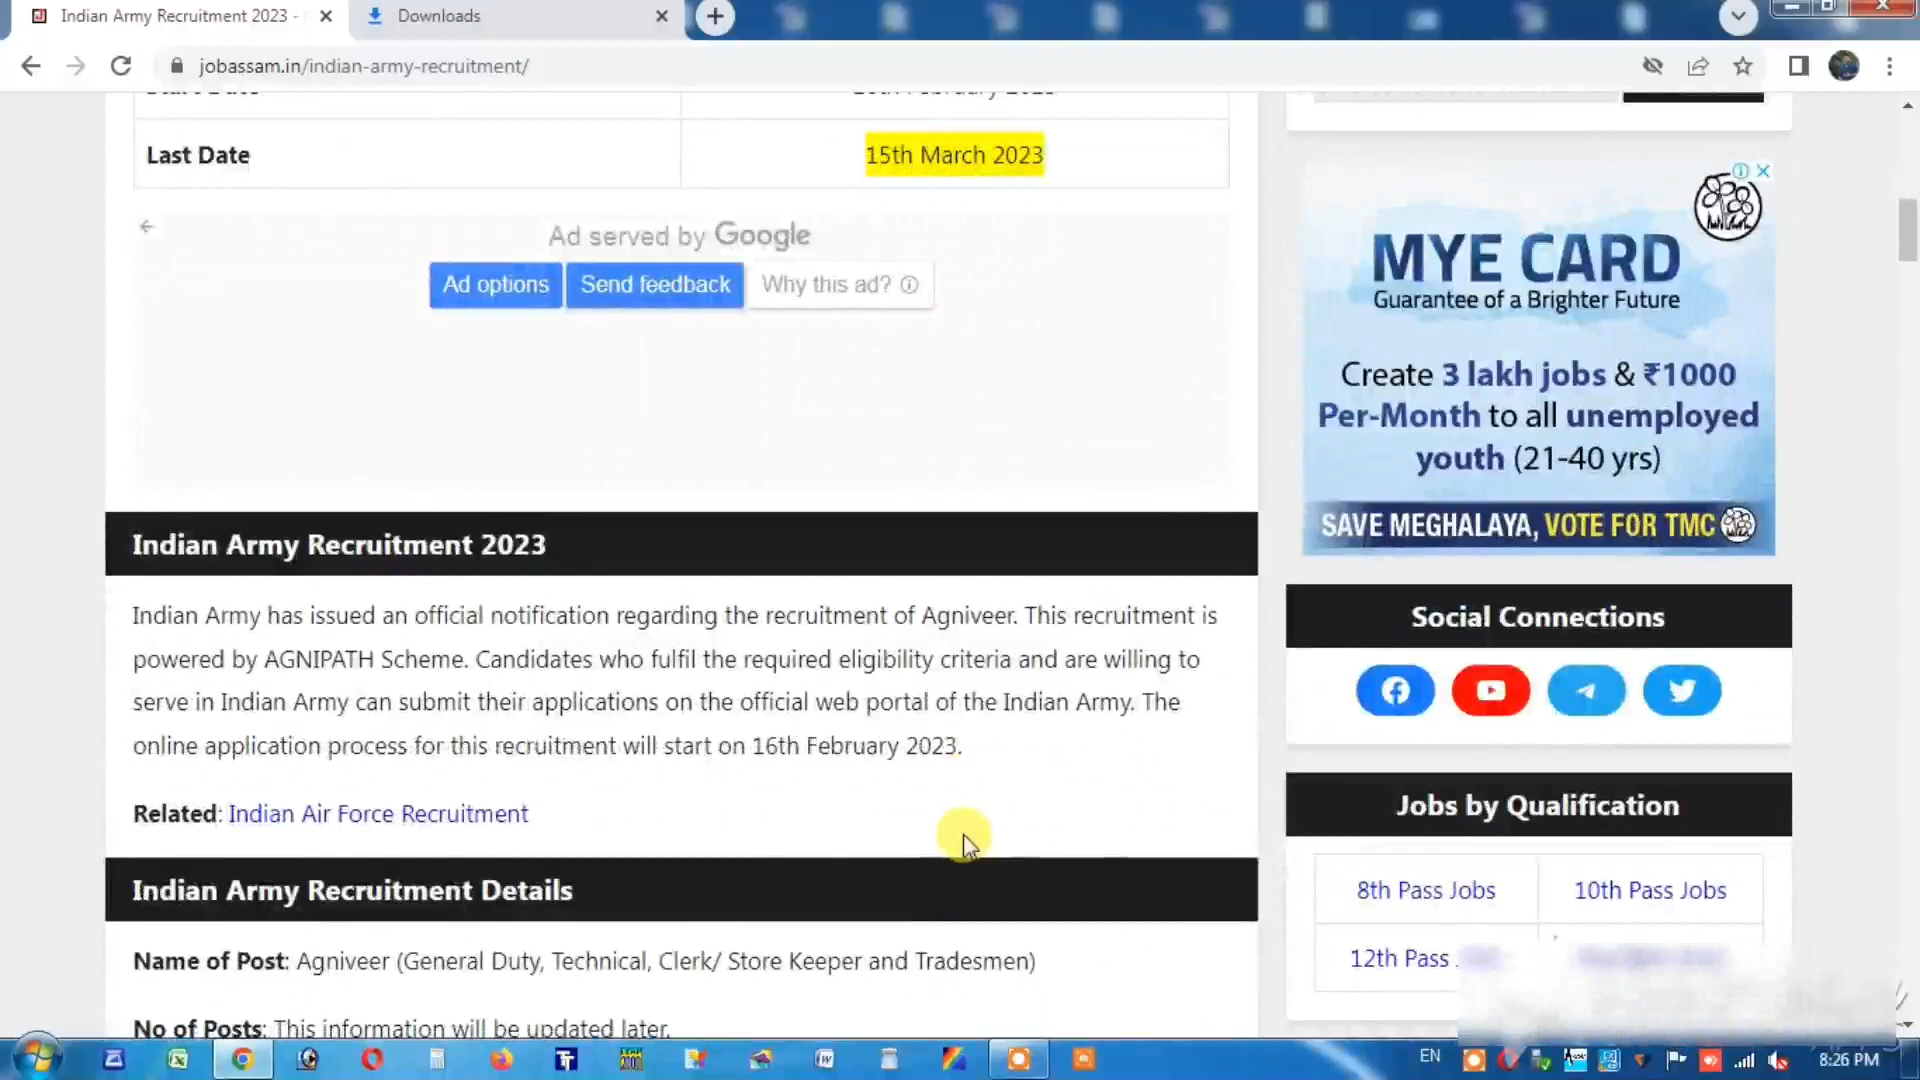 Indian Army Recruitment 2023 -
Downloads
jobassam.in/indian-army-recruitment/
Last Date
15th March 2023
Ad served by Google
Ad options
Send feedback
Why this ad?
Indian Army Recruitment 2023
Indian Army has issued an official notification regarding the recruitment of Agniveer. This recruitment is
powered by AGNIPATH Scheme. Candidates who fulfil the required eligibility criteria and are willing to
serve in Indian Army can submit their applications on the official web portal of the Indian Army. The
online application process for this recruitment will start on 16th February 2023.
Related: Indian Air Force Recruitment
Indian Army Recruitment Details
Name of Post: Agniveer (General Duty, Technical, Clerk/ Store Keeper and Tradesmen)
No of Posts: This information will be updated later.
MYE CARD
Guarantee of a Brighter Future
Create 3 lakh jobs & ₹1000
Per-Month to all unemployed
youth (21-40 yrs)
SAVE MEGHALAYA, VOTE FOR TMC
Social Connections
Jobs by Qualification
8th Pass Jobs
10th Pass Jobs
12th Pass
EN
8:26 PM